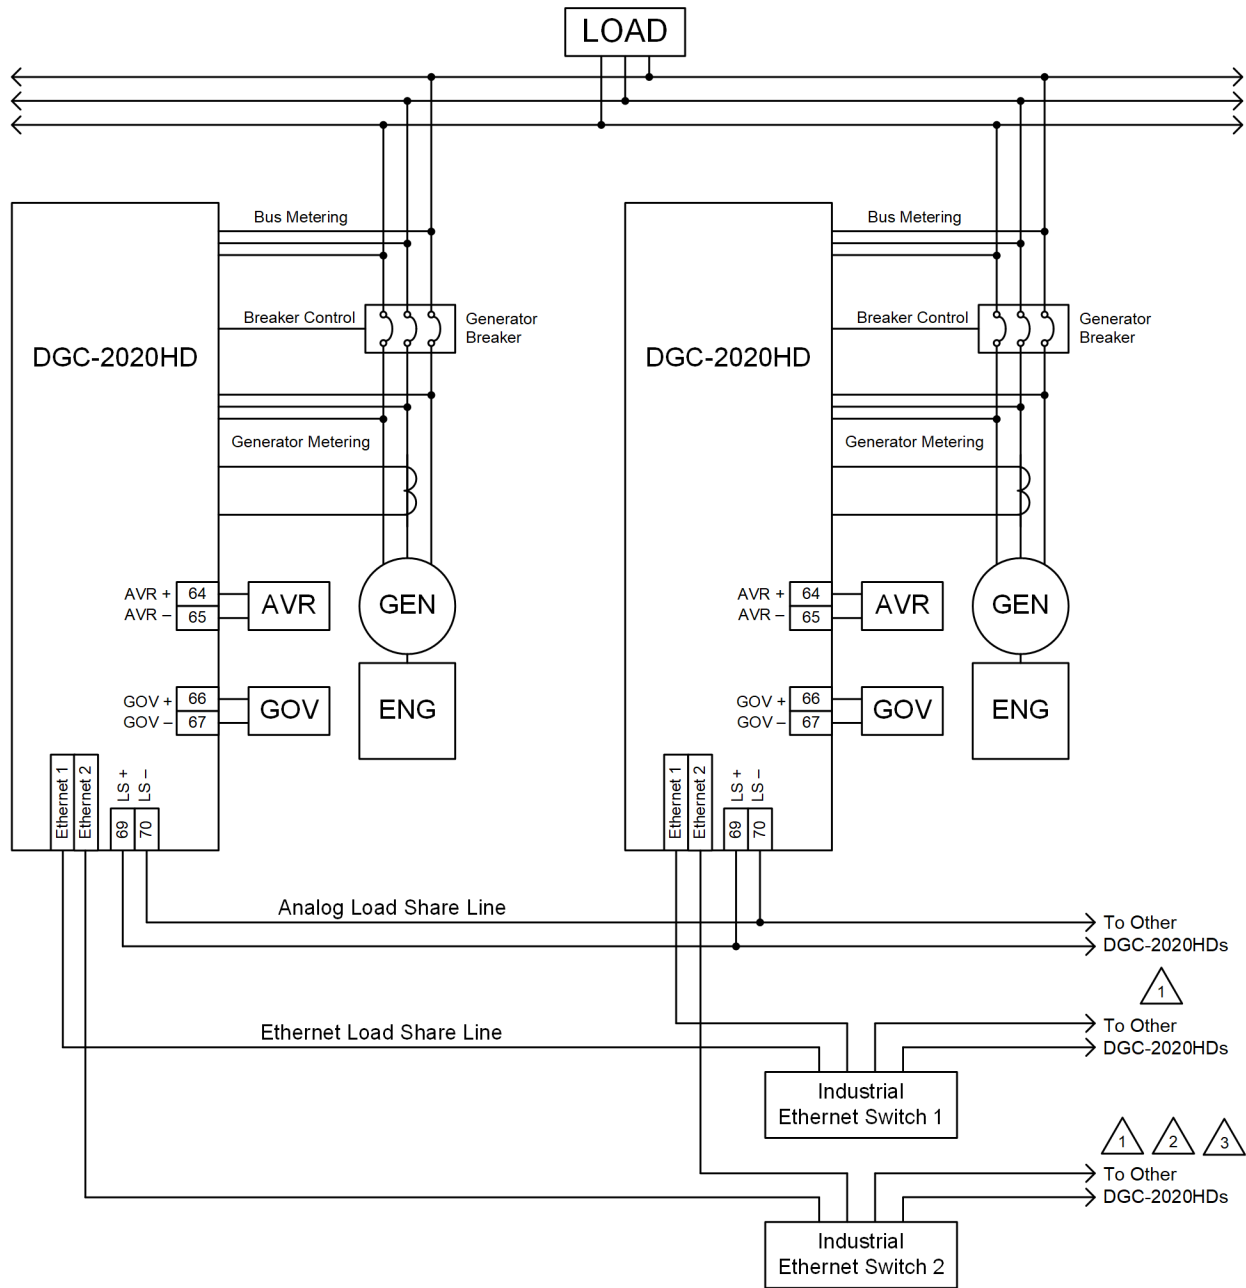 LOAD
Bus Metering
Breaker Control
Generator
Breaker
DGC-2020HD
Generator Metering
AVR +
64
AVR –
65
AVR
GEN
GOV +
66
GOV –
67
GOV
ENG
Ethernet 1
Ethernet 2
LS +
69
LS –
70
Bus Metering
Breaker Control
Generator
Breaker
DGC-2020HD
Generator Metering
AVR +
64
AVR –
65
AVR
GEN
GOV +
66
GOV –
67
GOV
ENG
Ethernet 1
Ethernet 2
LS +
69
LS –
70
Analog Load Share Line
To Other
DGC-2020HDs
1
Ethernet Load Share Line
To Other
DGC-2020HDs
Industrial
Ethernet Switch 1
1 2 3
To Other
DGC-2020HDs
Industrial
Ethernet Switch 2